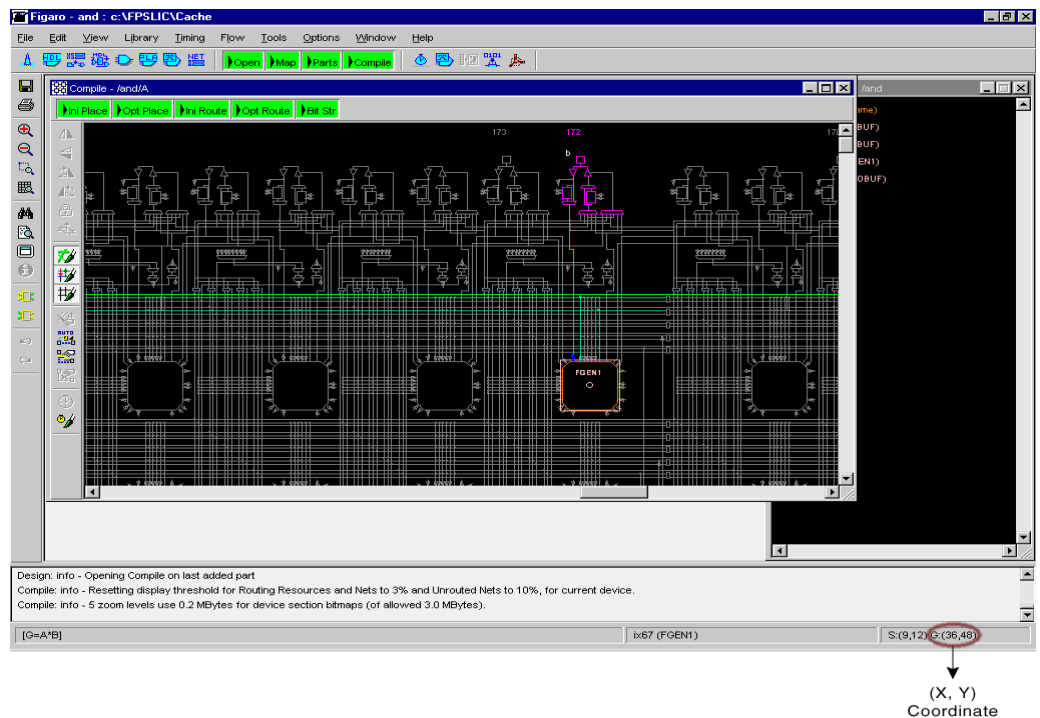 Figaro - and : c:\FPSLIC\Cache
File Edit View Library Timing Flow Tools Options Window Help
Open Map Parts Compile
Compile - /and/A
/and
Ini Place Opt Place Ini Route Opt Route Bit Str
173 172
b
BUF)
BUF)
EN1)
OBUF)
AUTO
FGEN1
Design: info - Opening Compile on last added part
Compile: info - Resetting display threshold for Routing Resources and Nets to 3% and Unrouted Nets to 10%, for current device.
Compile: info - 5 zoom levels use 0.2 MBytes for device section bitmaps (of allowed 3.0 MBytes).
[G=A*B] ix67 (FGEN1) S:(9,12) G:(36,48)
(X, Y)
Coordinate